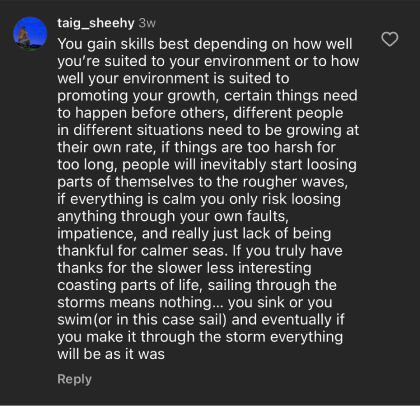 taig_sheehy 3w
You gain skills best depending on how well
you're suited to your environment or to how
well your environment is suited to
promoting your growth, certain things need
to happen before others, different people
in different situations need to be growing at
their own rate, if things are too harsh for
too long, people will inevitably start loosing
parts of themselves to the rougher waves,
if everything is calm you only risk loosing
anything through your own faults,
impatience, and really just lack of being
thankful for calmer seas. If you truly have
thanks for the slower less interesting
coasting parts of life, sailing through the
storms means nothing... you sink or you
swim(or in this case sail) and eventually if
you make it through the storm everything
will be as it was
Reply